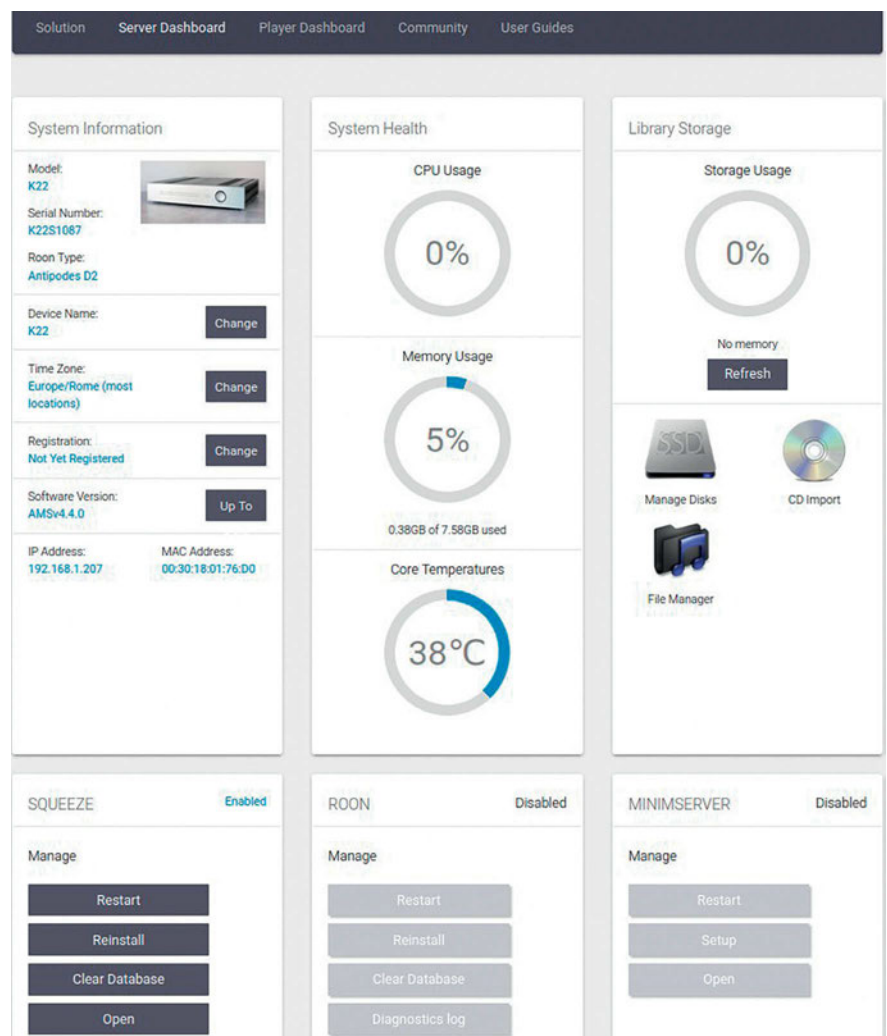 Solution Server Dashboard Player Dashboard Community User Guides
System Information
Model:
K22
Serial Number:
K22S1087
Roon Type:
Antipodes D2
Device Name:
K22
Change
Time Zone:
Europe/Rome (most
locations)
Change
Registration:
Not Yet Registered
Change
Software Version:
AMSv4.4.0
Up To
IP Address:
192.168.1.207
MAC Address:
00:30:18:01:76:D0
System Health
CPU Usage
0%
Memory Usage
5%
0.38GB of 7.58GB used
Core Temperatures
38°C
Library Storage
Storage Usage
0%
No memory
Refresh
SSD
Manage Disks
CD Import
File Manager
SQUEEZE Enabled
Manage
Restart
Reinstall
Clear Database
Open
ROON Disabled
Manage
Restart
Reinstall
Clear Database
Diagnostics log
MINIMSERVER Disabled
Manage
Restart
Setup
Open